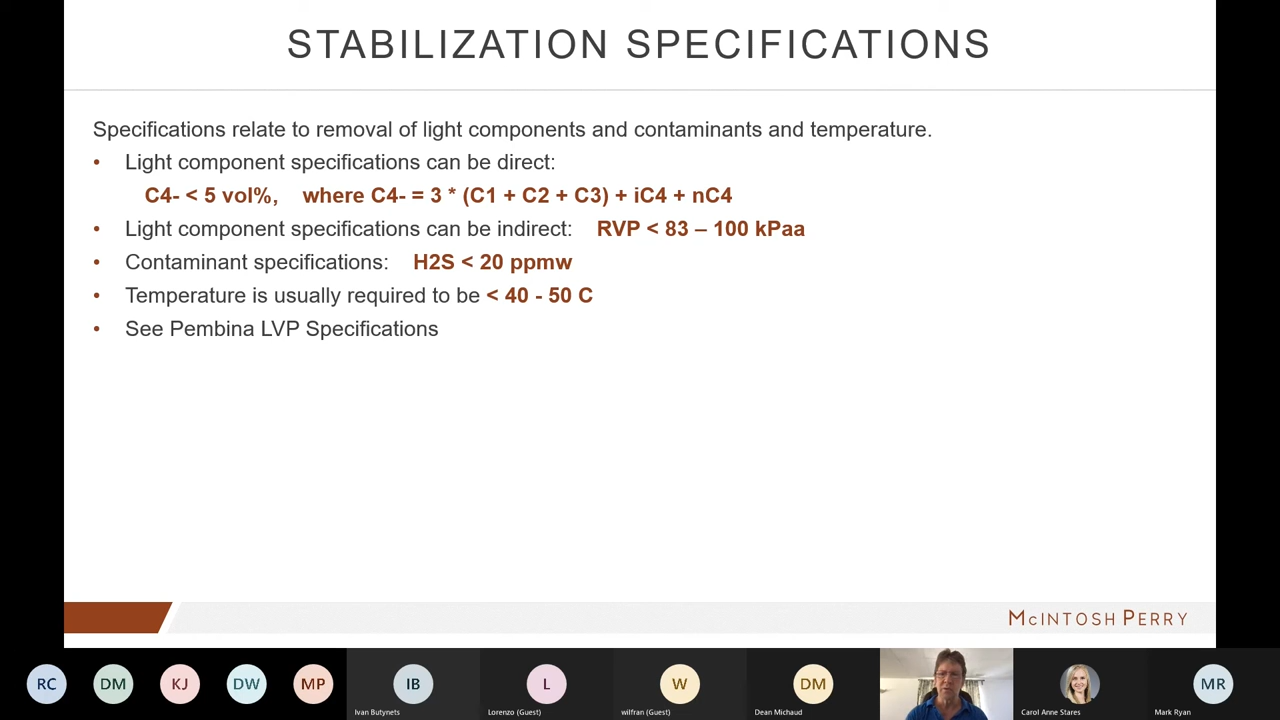 STABILIZATION SPECIFICATIONS
Specifications relate to removal of light components and contaminants and temperature.
• Light component specifications can be direct:
C4- < 5 vol%, where C4- = 3 * (C1 + C2 + C3) + iC4 + nC4
• Light component specifications can be indirect: RVP < 83 – 100 kPaa
• Contaminant specifications: H2S < 20 ppmw
• Temperature is usually required to be < 40 - 50 C
• See Pembina LVP Specifications
MCINTOSH PERRY
RC DM KJ DW MP IB L W DM MR
Ivan Butynets Lorenzo (Guest) wilfran (Guest) Dean Michaud Carol Anne Stares Mark Ryan